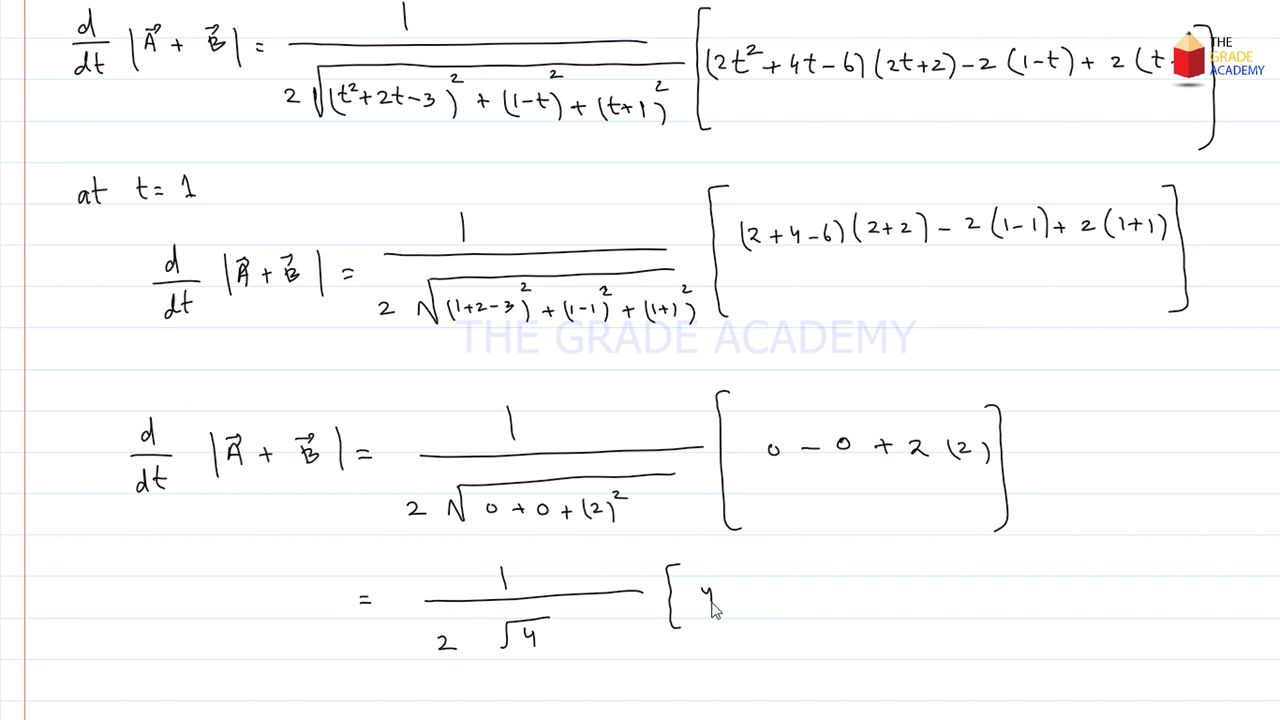 d/dt |A⃗ + B⃗| = 1 / 2√((t²+2t-3)² + (1-t)² + (t+1)²) [(2t²+4t-6)(2t+2)-2(1-t)+2(t
THE GRADE ACADEMY
at t=1
d/dt |A⃗ + B⃗| = 1 / 2√((1+2-3)² + (1-1)² + (1+1)²) [(2+4-6)(2+2)-2(1-1)+2(1+1)]
THE GRADE ACADEMY
d/dt |A⃗ + B⃗| = 1 / 2√(0+0+(2)²) [0-0+2(2)]
= 1 / 2√4 [4